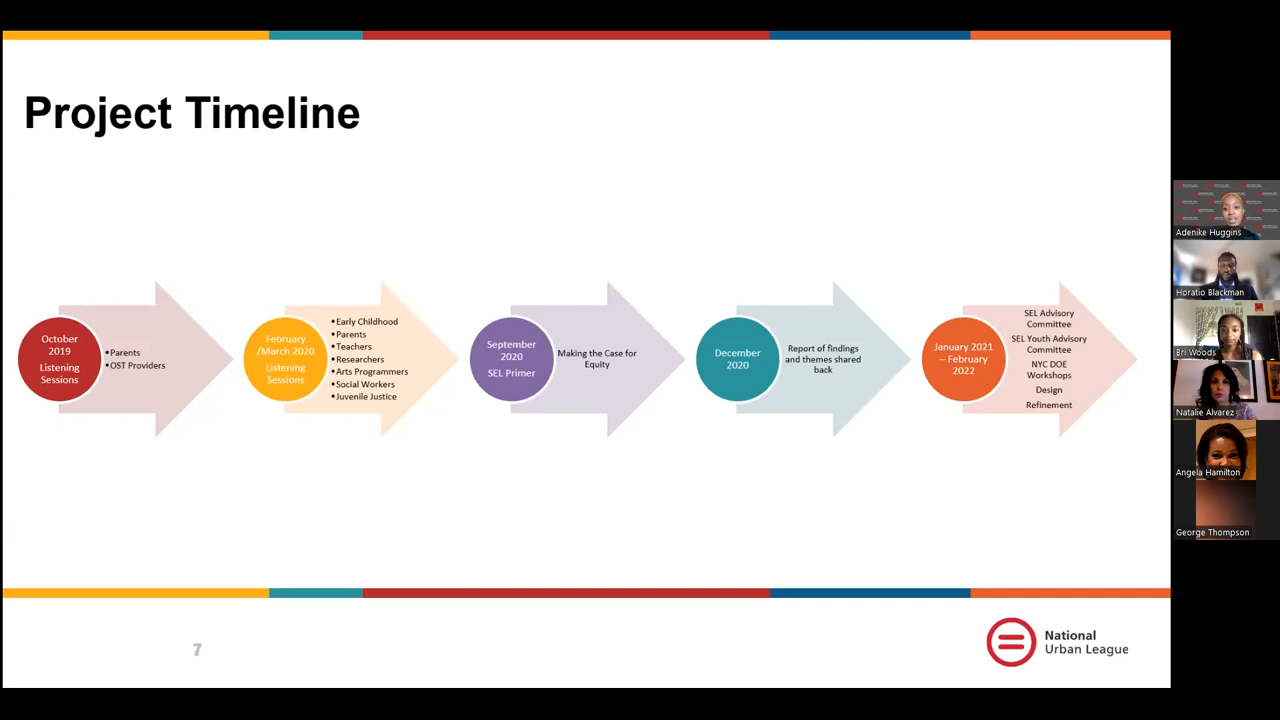 Project Timeline
October
2019
Listening
Sessions
•Parents
•OST Providers
February
/March 2020
Listening
Sessions
•Early Childhood
•Parents
•Teachers
•Researchers
•Arts Programmers
•Social Workers
•Juvenile Justice
September
2020
SEL Primer
Making the Case for
Equity
December
2020
Report of findings
and themes shared
back
January 2021
– February
2022
SEL Advisory
Committee
SEL Youth Advisory
Committee
NYC DOE
Workshops
Design
Refinement
7
National
Urban League
Adenike Huggins
Horatio Blackman
Bri Woods
Natalie Alvarez
Angela Hamilton
George Thompson